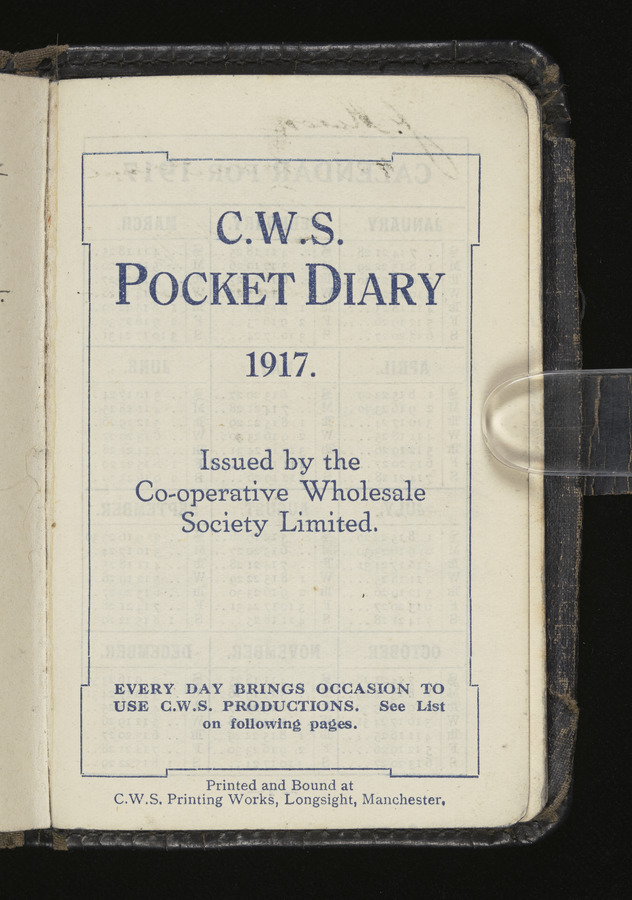 C.W.S.
POCKET DIARY
1917.
Issued by the
Co-operative Wholesale
Society Limited.
EVERY DAY BRINGS OCCASION TO
USE C.W.S. PRODUCTIONS. See List
on following pages.
Printed and Bound at
C.W.S. Printing Works, Longsight, Manchester.